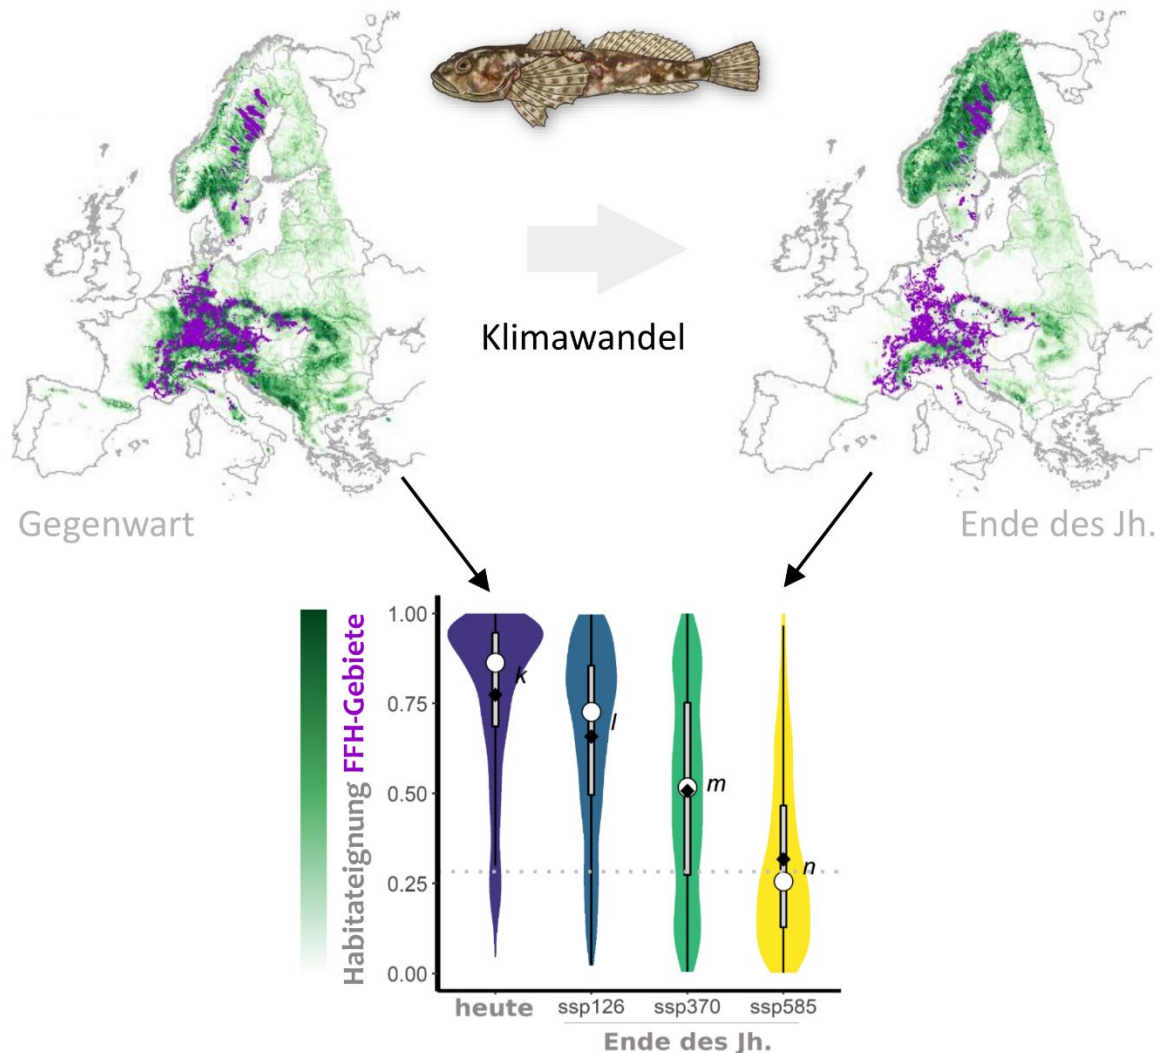 Klimawandel
Gegenwart
Ende des Jh.
Habitateignung
FFH-Gebiete
1.00
0.75
0.50
0.25
0.00
k
l
m
n
heute
ssp126
ssp370
ssp585
Ende des Jh.